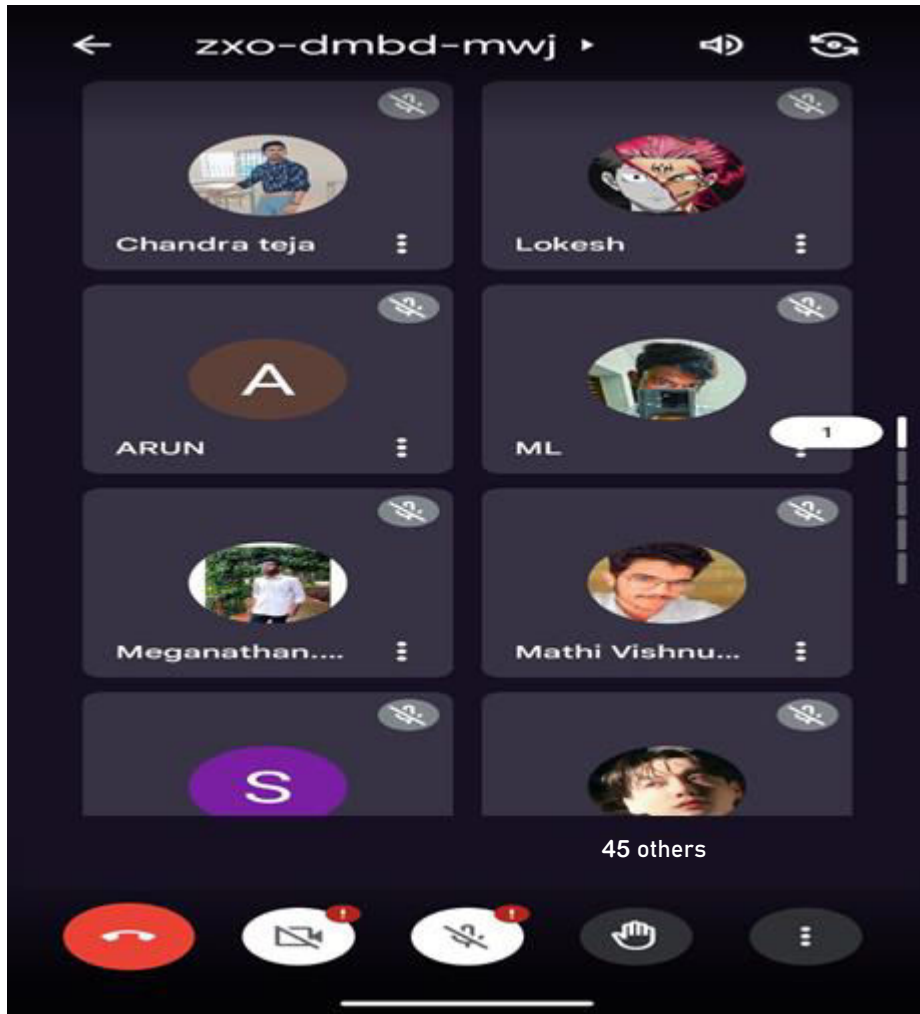 zxo-dmbd-mwj
Chandra teja
Lokesh
A
ARUN
ML
1
Meganathan....
Mathi Vishnu...
S
45 others